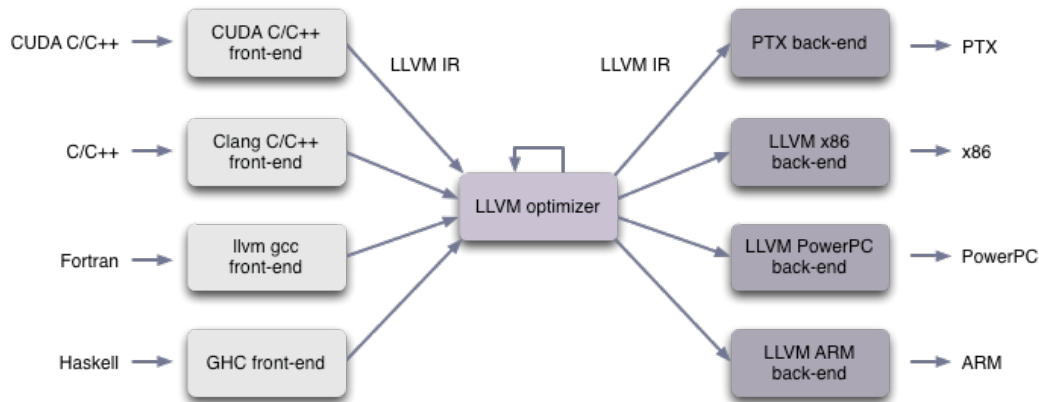 CUDA C/C++
CUDA C/C++
front-end
LLVM IR
LLVM IR
PTX back-end
PTX
C/C++
Clang C/C++
front-end
LLVM x86
back-end
x86
LLVM optimizer
Fortran
llvm gcc
front-end
LLVM PowerPC
back-end
PowerPC
Haskell
GHC front-end
LLVM ARM
back-end
ARM